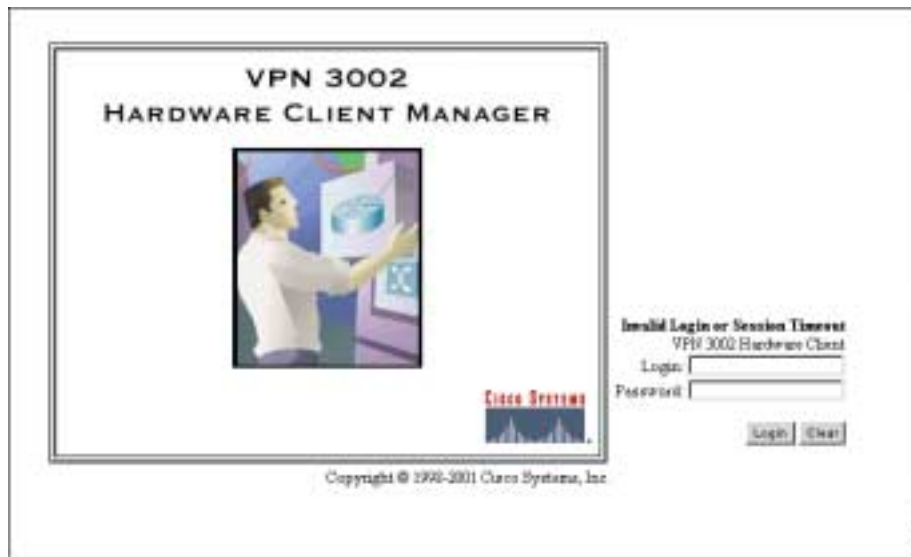 VPN 3002
HARDWARE CLIENT MANAGER
CISCO SYSTEMS
Invalid Login or Session Timeout
VPN 3002 Hardware Client
Login:
Password:
Login Clear
Copyright © 1998-2001 Cisco Systems, Inc